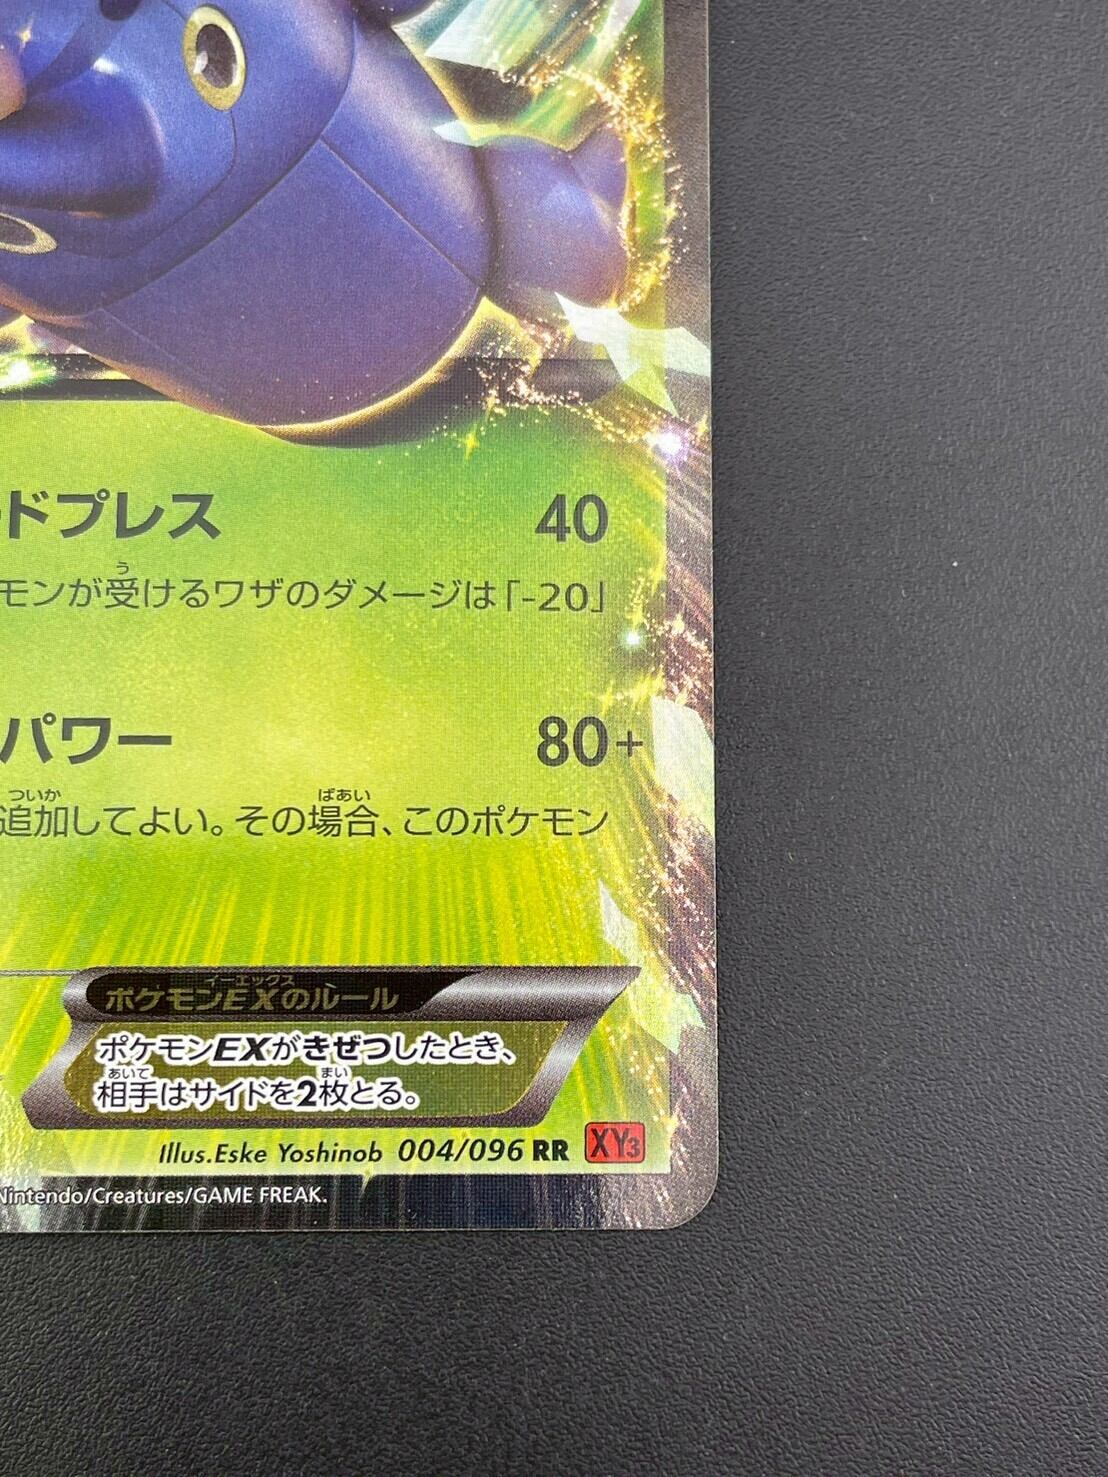 ードプレス 40
モンが受けるワザのダメージは「-20」
う
パワー 80+
ついか ばあい
追加してよい。その場合、このポケモン
イーエックス
ポケモンEXのルール
ポケモンEXがきぜつしたとき、
あいて まい
相手はサイドを2枚とる。
Illus.Eske Yoshinob 004/096 RR XY3
Nintendo/Creatures/GAME FREAK.